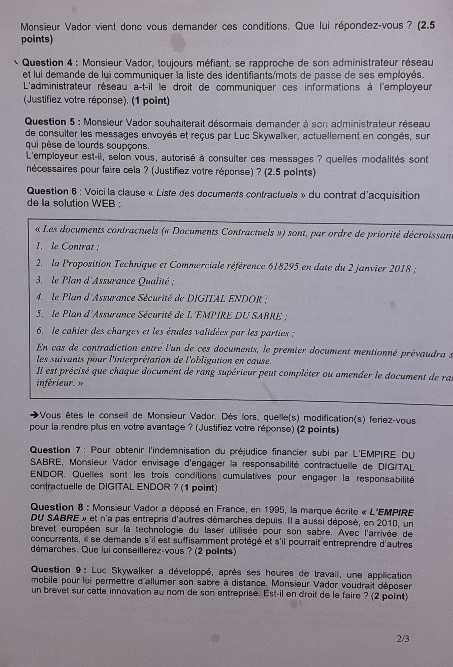 Monsieur Vador vient donc vous demander ces conditions. Que lui répondez-vous ? (2.5
points)
Question 4 : Monsieur Vador, toujours méfiant, se rapproche de son administrateur réseau
et lui demande de lui communiquer la liste des identifiants/mots de passe de ses employés.
L'administrateur réseau a-t-il le droit de communiquer ces informations à l'employeur
(Justifiez votre réponse). (1 point)
Question 5 : Monsieur Vador souhaiterait désormais demander à son administrateur réseau
de consulter les messages envoyés et reçus par Luc Skywalker, actuellement en congés, sur
qui pèse de lourds soupçons.
L'employeur est-il, selon vous, autorisé à consulter ces messages ? quelles modalités sont
nécessaires pour faire cela ? (Justifiez votre réponse) ? (2.5 points)
Question 6 : Voici la clause « Liste des documents contractuels » du contrat d'acquisition
de la solution WEB :
« Les documents contractuels (« Documents Contractuels ») sont, par ordre de priorité décroissan
1. le Contrat ;
2. la Proposition Technique et Commerciale référence 618295 en date du 2 janvier 2018 ;
3. le Plan d'Assurance Qualité ;
4. le Plan d'Assurance Sécurité de DIGITAL ENDOR ;
5. le Plan d'Assurance Sécurité de L'EMPIRE DU SABRE ;
6. le cahier des charges et les études validées par les parties ;
En cas de contradiction entre l'un de ces documents, le premier document mentionné prévaudra s
les suivants pour l'interprétation de l'obligation en cause.
Il est précisé que chaque document de rang supérieur peut compléter ou amender le document de ra
inférieur. »
➔Vous êtes le conseil de Monsieur Vador. Dès lors, quelle(s) modification(s) feriez-vous
pour la rendre plus en votre avantage ? (Justifiez votre réponse) (2 points)
Question 7 : Pour obtenir l'indemnisation du préjudice financier subi par L'EMPIRE DU
SABRE, Monsieur Vador envisage d'engager la responsabilité contractuelle de DIGITAL
ENDOR. Quelles sont les trois conditions cumulatives pour engager la responsabilité
contractuelle de DIGITAL ENDOR ? (1 point)
Question 8 : Monsieur Vador a déposé en France, en 1995, la marque écrite « L'EMPIRE
DU SABRE » et n'a pas entrepris d'autres démarches depuis. Il a aussi déposé, en 2010, un
brevet européen sur la technologie du laser utilisée pour son sabre. Avec l'arrivée de
concurrents, il se demande s'il est suffisamment protégé et s'il pourrait entreprendre d'autres
démarches. Que lui conseillerez-vous ? (2 points)
Question 9 : Luc Skywalker a développé, après ses heures de travail, une application
mobile pour lui permettre d'allumer son sabre à distance. Monsieur Vador voudrait déposer
un brevet sur cette innovation au nom de son entreprise. Est-il en droit de le faire ? (2 point)
2/3